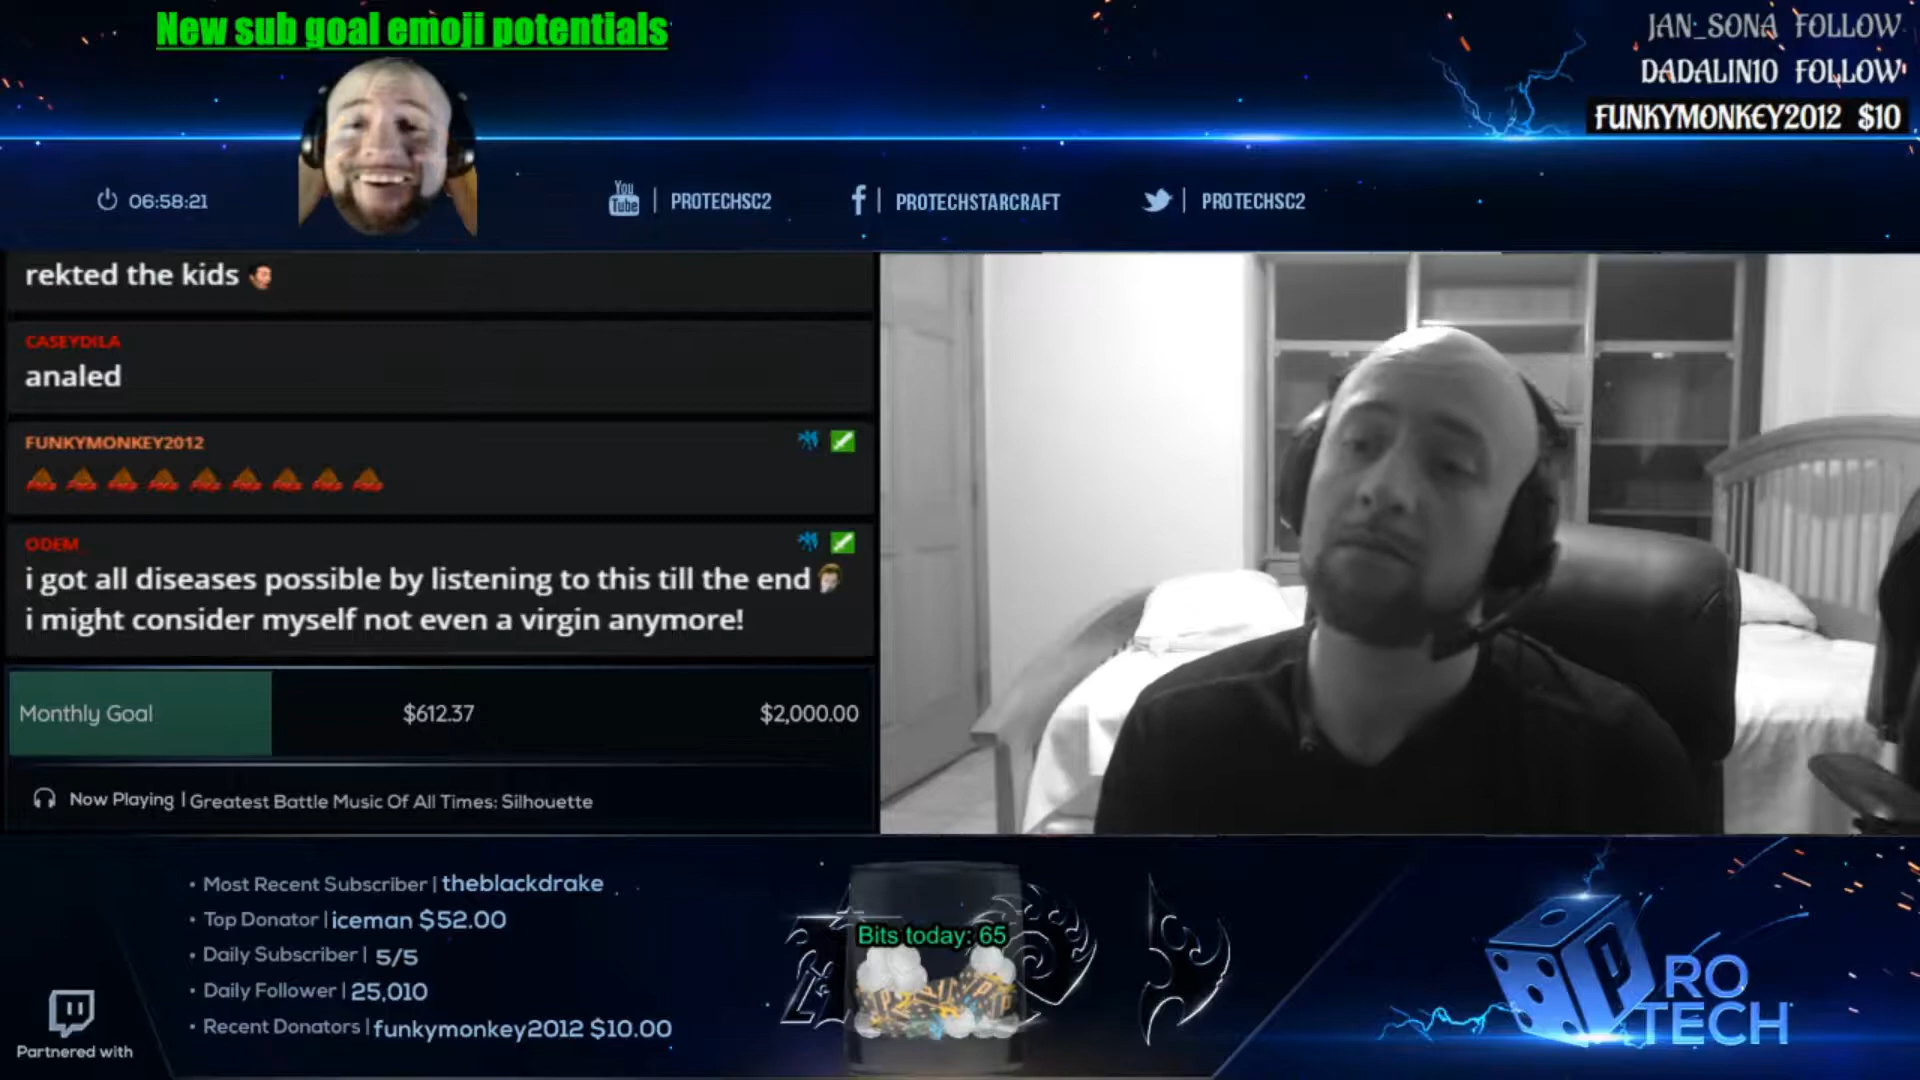 New sub goal emoji potentials
JAN_SONA FOLLOW
DADALIN10 FOLLOW
FUNKYMONKEY2012 $10
06:58:21
You
Tube
PROTECHSC2
PROTECHSTARCRAFT
PROTECHSC2
rekted the kids
CASEYDILA
analed
FUNKYMONKEY2012
ODEM
i got all diseases possible by listening to this till the end
i might consider myself not even a virgin anymore!
Monthly Goal $612.37 $2,000.00
Now Playing | Greatest Battle Music Of All Times: Silhouette
• Most Recent Subscriber | theblackdrake
• Top Donator | iceman $52.00
• Daily Subscriber | 5/5
• Daily Follower | 25,010
• Recent Donators | funkymonkey2012 $10.00
Partnered with
Bits today: 65
PRO
TECH